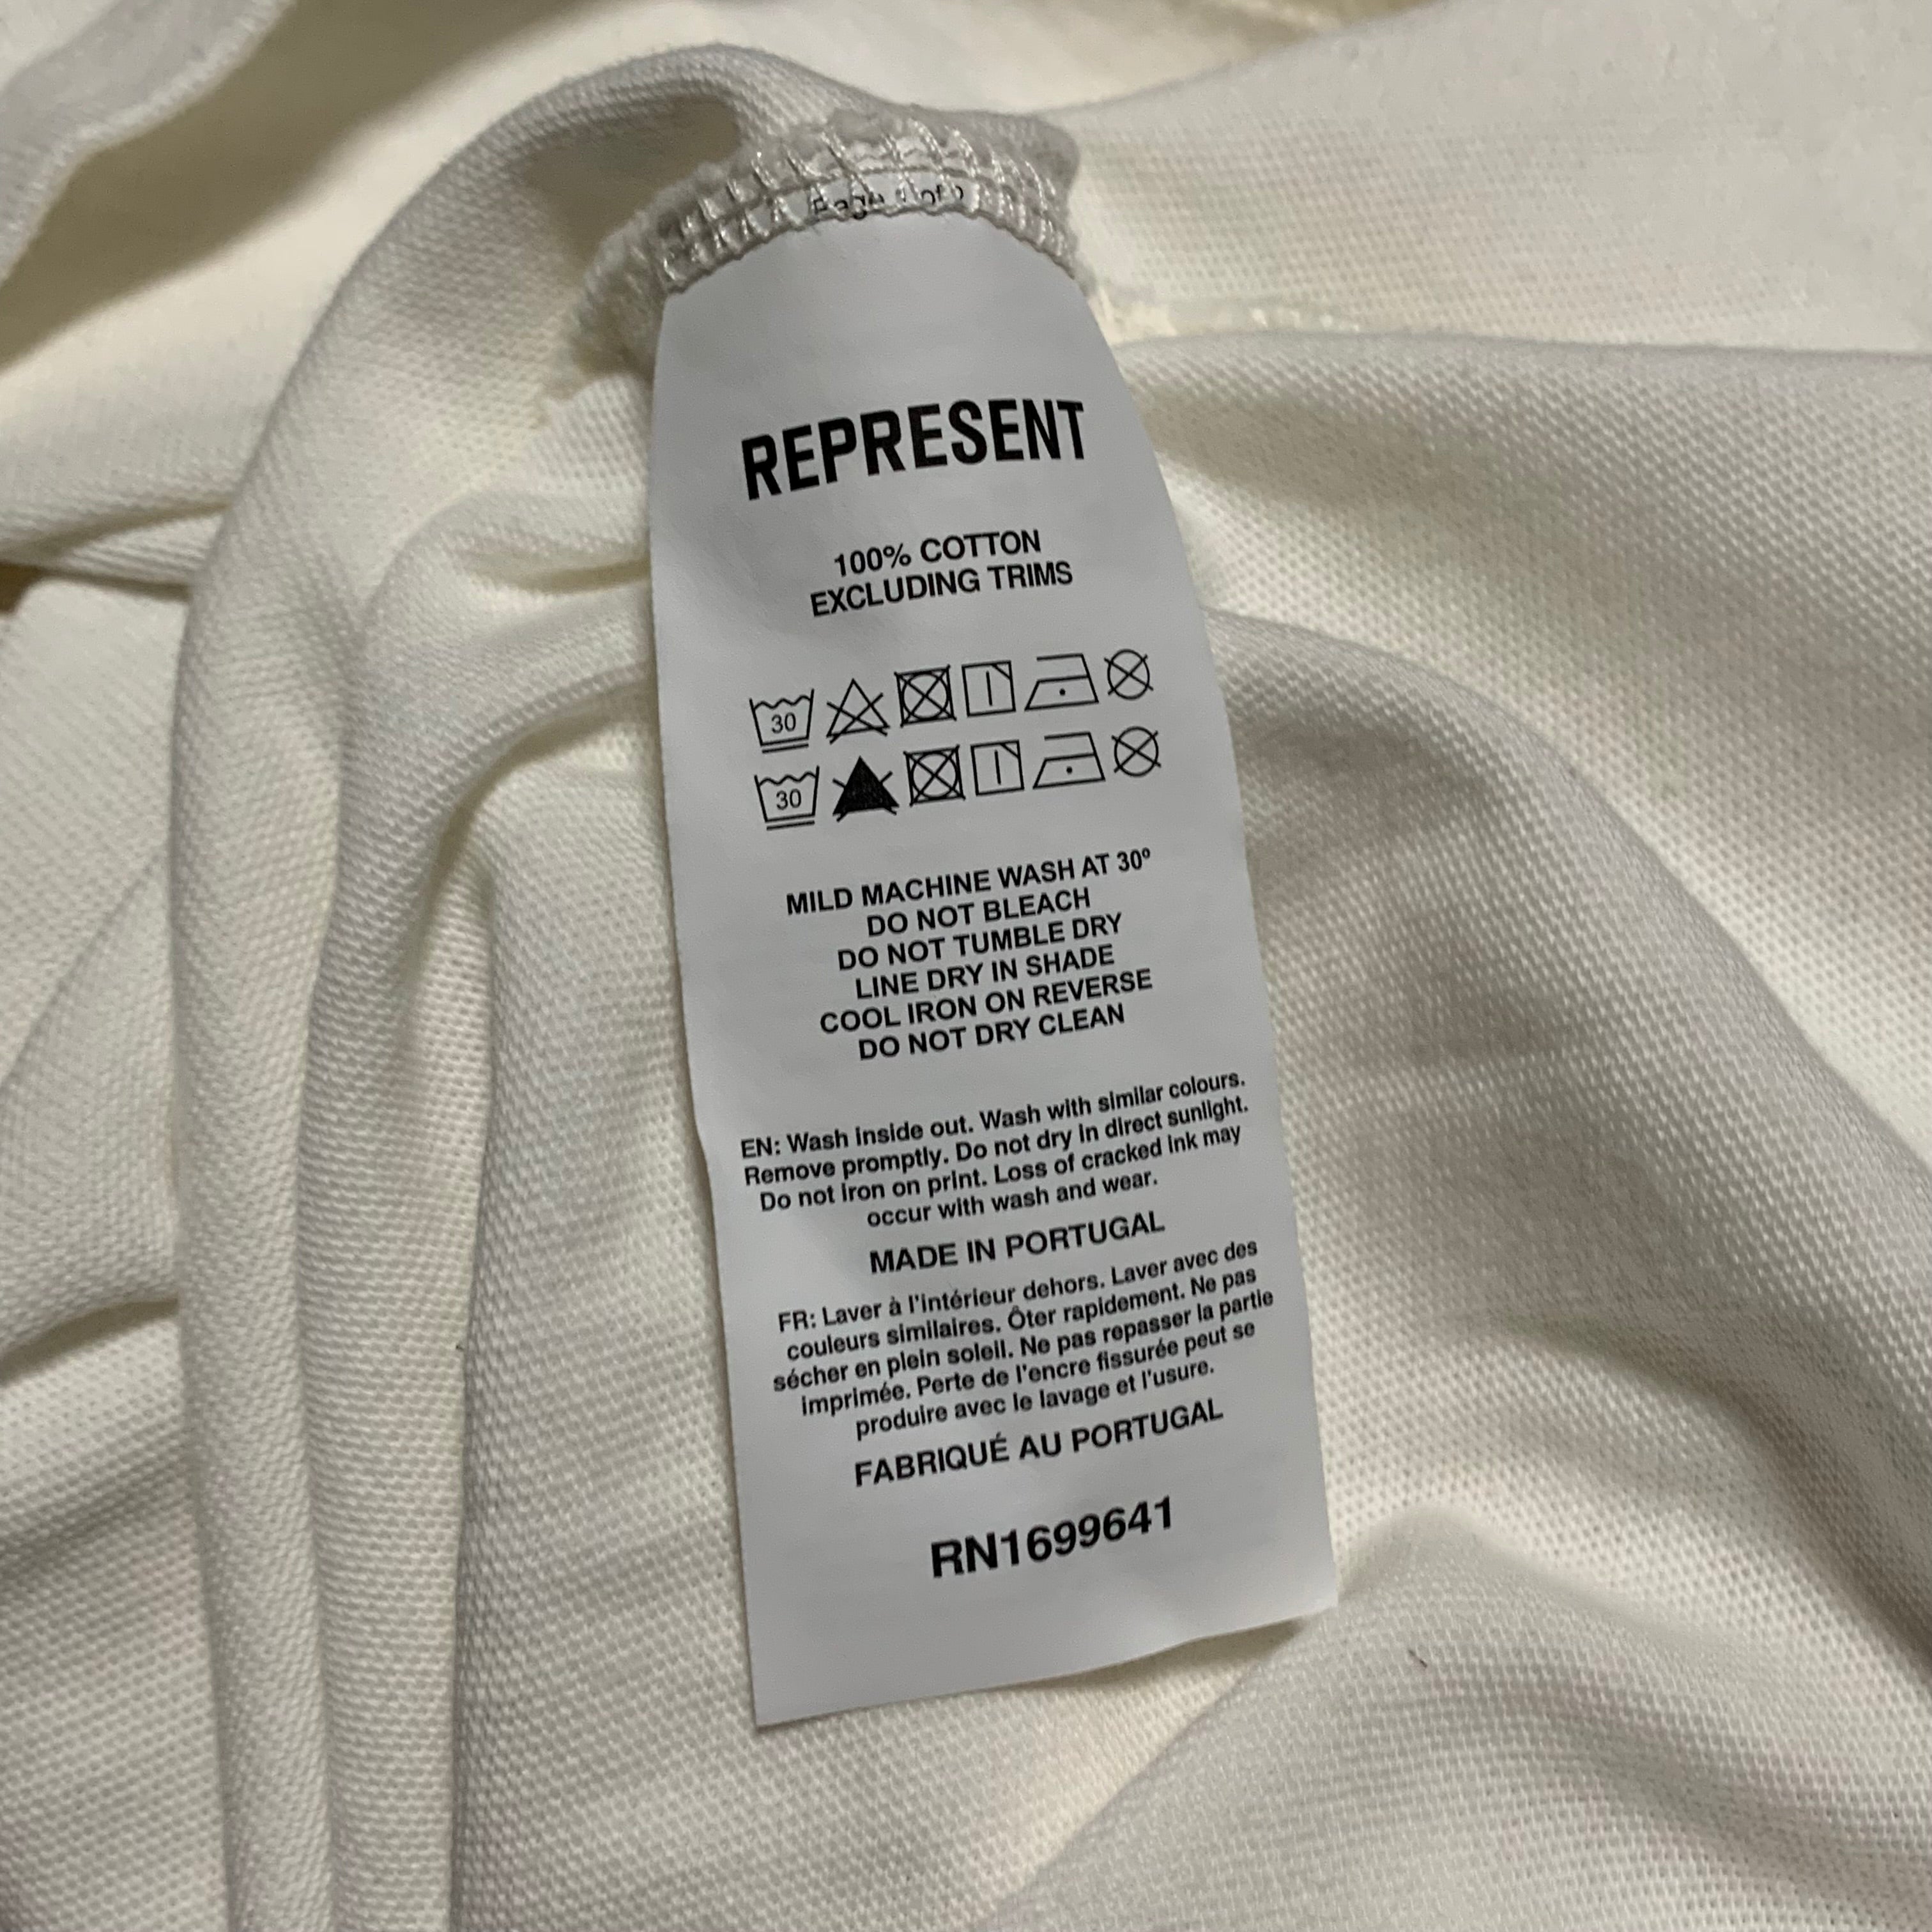 REPRESENT
100% COTTON
EXCLUDING TRIMS
30
30
MILD MACHINE WASH AT 30º
DO NOT BLEACH
DO NOT TUMBLE DRY
LINE DRY IN SHADE
COOL IRON ON REVERSE
DO NOT DRY CLEAN
EN: Wash inside out. Wash with similar colours.
Remove promptly. Do not dry in direct sunlight.
Do not iron on print. Loss of cracked ink may
occur with wash and wear.
MADE IN PORTUGAL
FR: Laver à l'intérieur dehors. Laver avec des
couleurs similaires. Ôter rapidement. Ne pas
sécher en plein soleil. Ne pas repasser la partie
imprimée. Perte de l'encre fissurée peut se
produire avec le lavage et l'usure.
FABRIQUÉ AU PORTUGAL
RN1699641